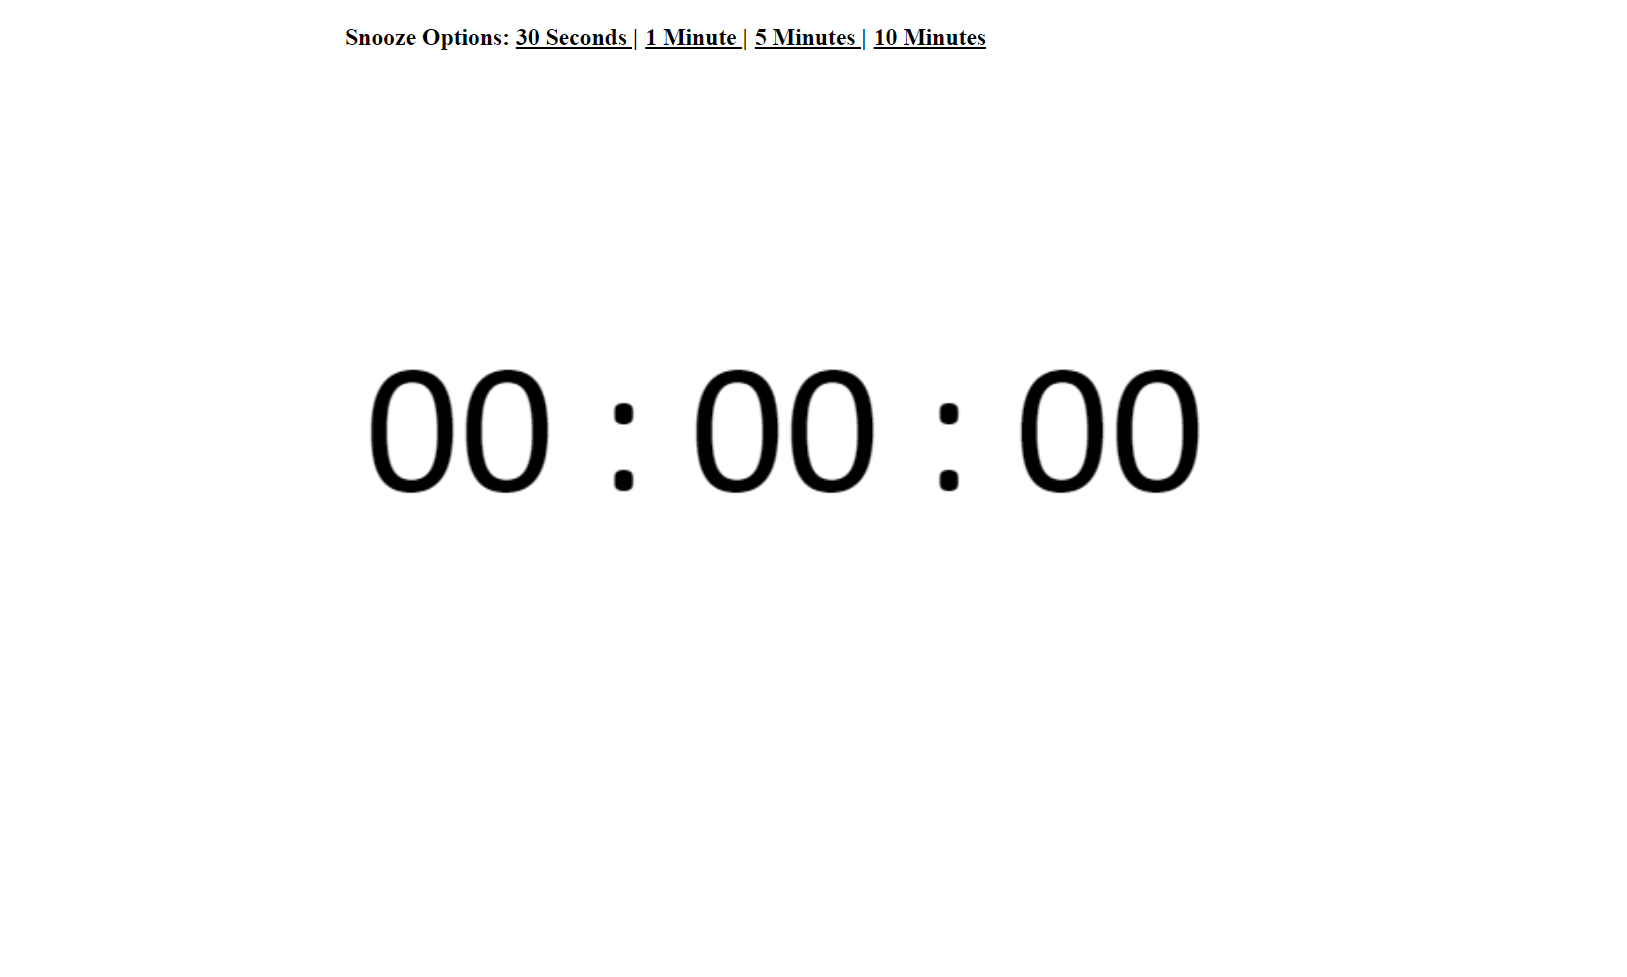 Snooze Options: 30 Seconds | 1 Minute | 5 Minutes | 10 Minutes
00 : 00 : 00